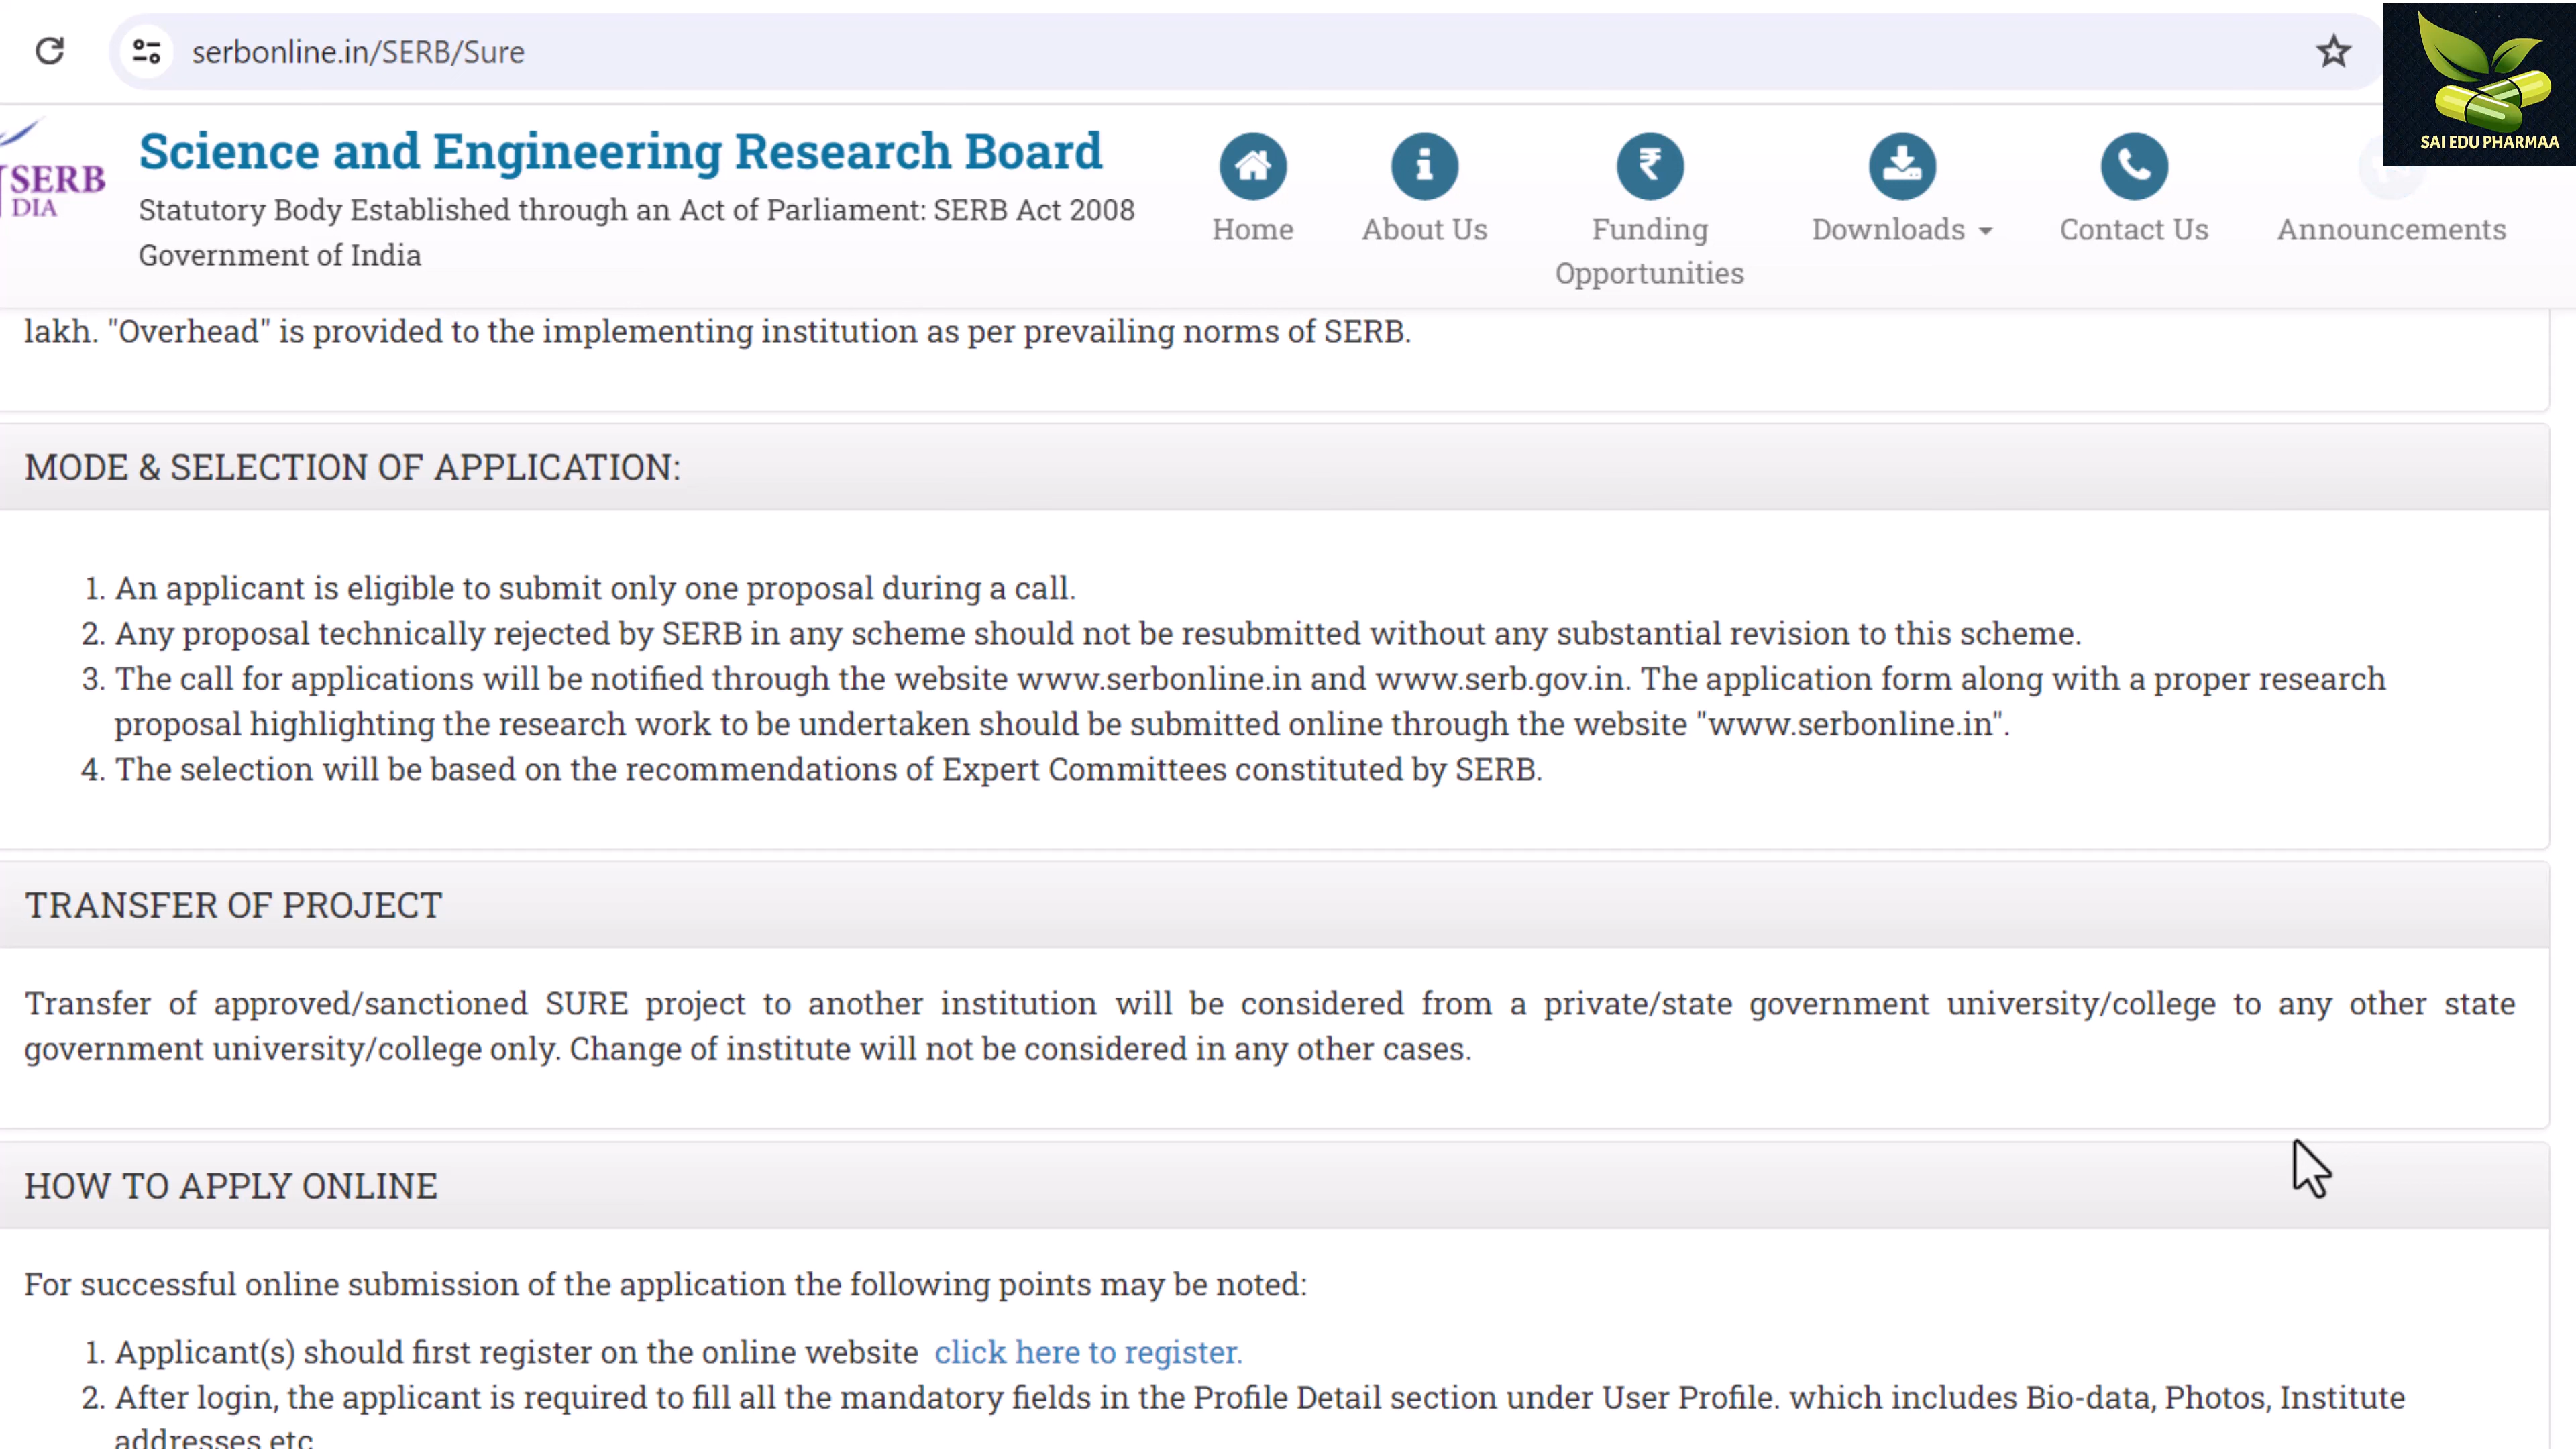 serbonline.in/SERB/Sure
SAI EDU PHARMAA
SERB
DIA
Science and Engineering Research Board
Statutory Body Established through an Act of Parliament: SERB Act 2008
Government of India
Home
About Us
Funding
Opportunities
Downloads
Contact Us
Announcements
lakh. "Overhead" is provided to the implementing institution as per prevailing norms of SERB.
MODE & SELECTION OF APPLICATION:
1. An applicant is eligible to submit only one proposal during a call.
2. Any proposal technically rejected by SERB in any scheme should not be resubmitted without any substantial revision to this scheme.
3. The call for applications will be notified through the website www.serbonline.in and www.serb.gov.in. The application form along with a proper research
proposal highlighting the research work to be undertaken should be submitted online through the website "www.serbonline.in".
4. The selection will be based on the recommendations of Expert Committees constituted by SERB.
TRANSFER OF PROJECT
Transfer of approved/sanctioned SURE project to another institution will be considered from a private/state government university/college to any other state
government university/college only. Change of institute will not be considered in any other cases.
HOW TO APPLY ONLINE
For successful online submission of the application the following points may be noted:
1. Applicant(s) should first register on the online website click here to register.
2. After login, the applicant is required to fill all the mandatory fields in the Profile Detail section under User Profile. which includes Bio-data, Photos, Institute
addresses etc